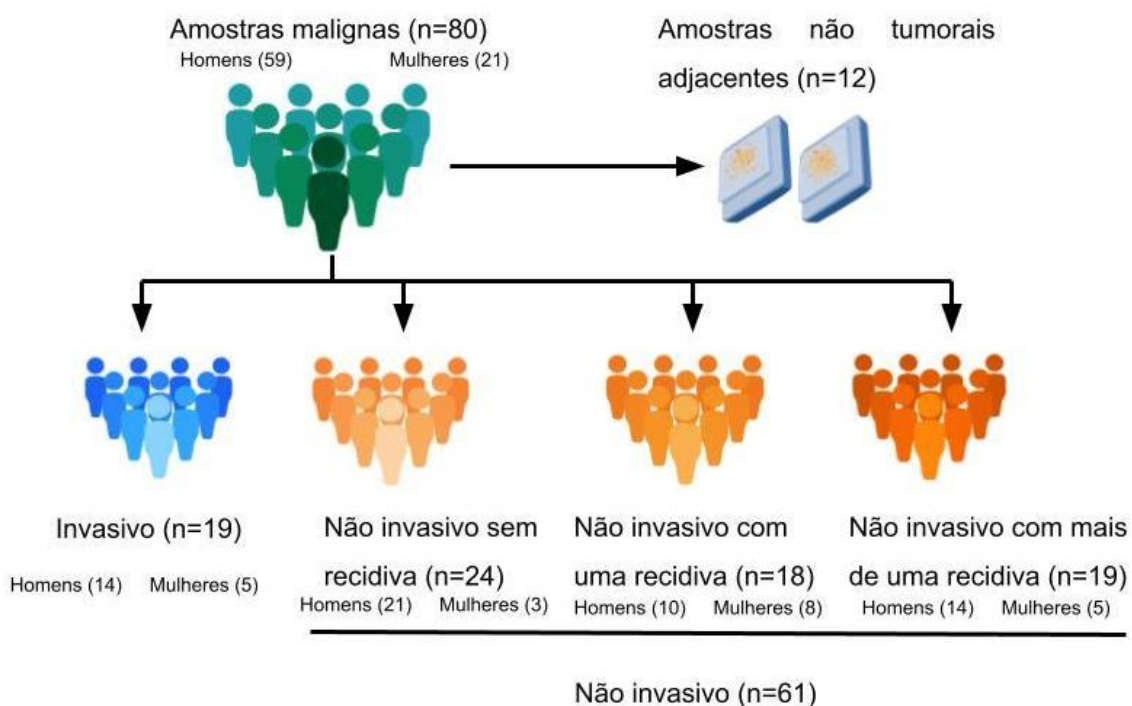 Amostras malignas (n=80)
Homens (59) Mulheres (21)
Amostras não tumorais
adjacentes (n=12)
Invasivo (n=19)
Homens (14) Mulheres (5)
Não invasivo sem
recidiva (n=24)
Homens (21) Mulheres (3)
Não invasivo com
uma recidiva (n=18)
Homens (10) Mulheres (8)
Não invasivo com mais
de uma recidiva (n=19)
Homens (14) Mulheres (5)
Não invasivo (n=61)